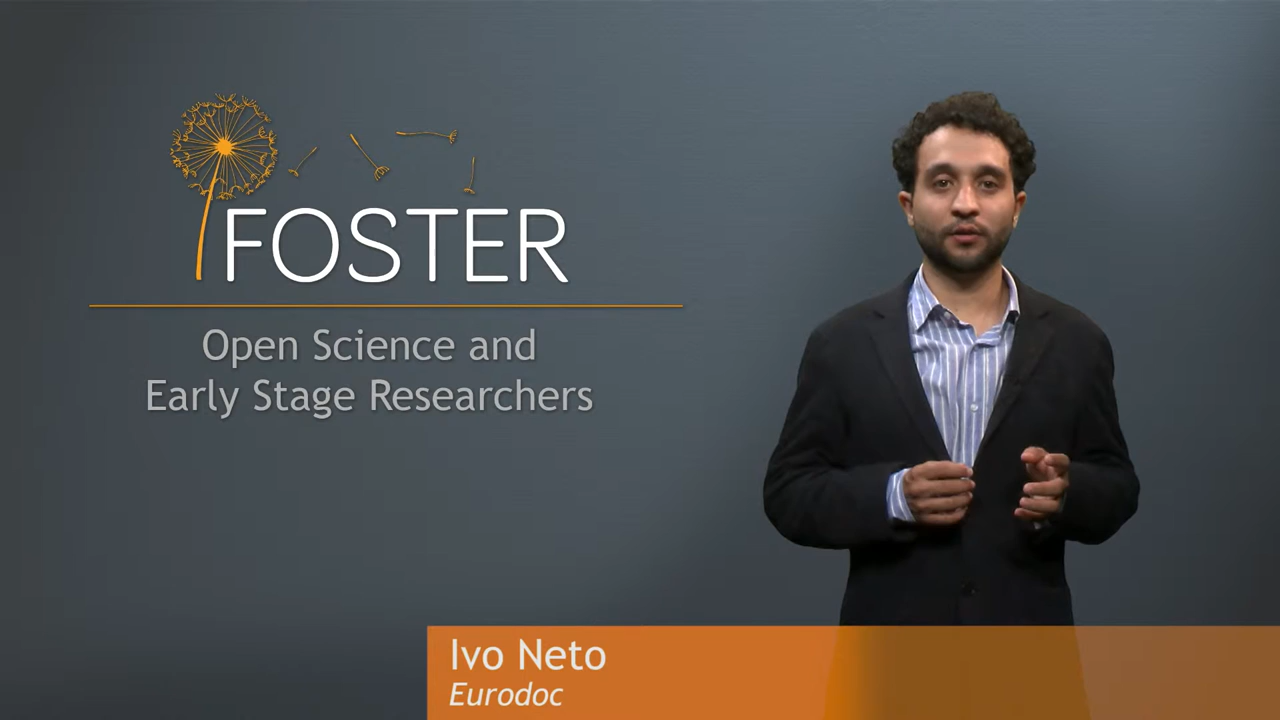 FOSTER
Open Science and
Early Stage Researchers
Ivo Neto
Eurodoc